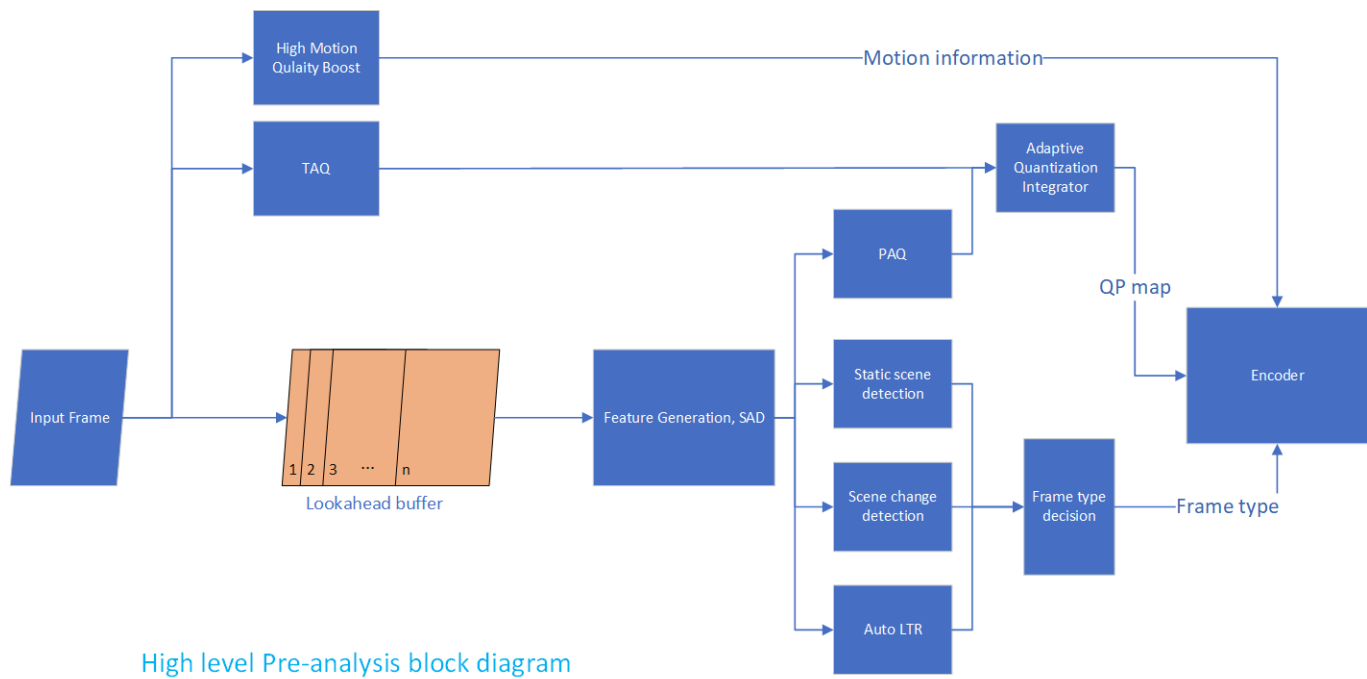 High Motion
Qulaity Boost
Motion information
TAQ
Adaptive
Quantization
Integrator
PAQ
QP map
Input Frame
1 2 3 ... n
Lookahead buffer
Feature Generation, SAD
Static scene
detection
Encoder
Scene change
detection
Frame type
decision
Frame type
Auto LTR
High level Pre-analysis block diagram